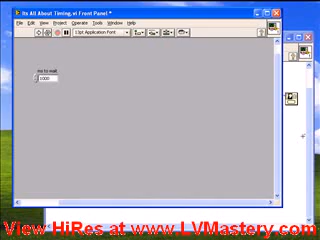 Its All About Timing.vi Front Panel *
File Edit View Project Operate Tools Window Help
13pt Application Font
ms to wait
1000
View HiRes at www.LVMastery.com